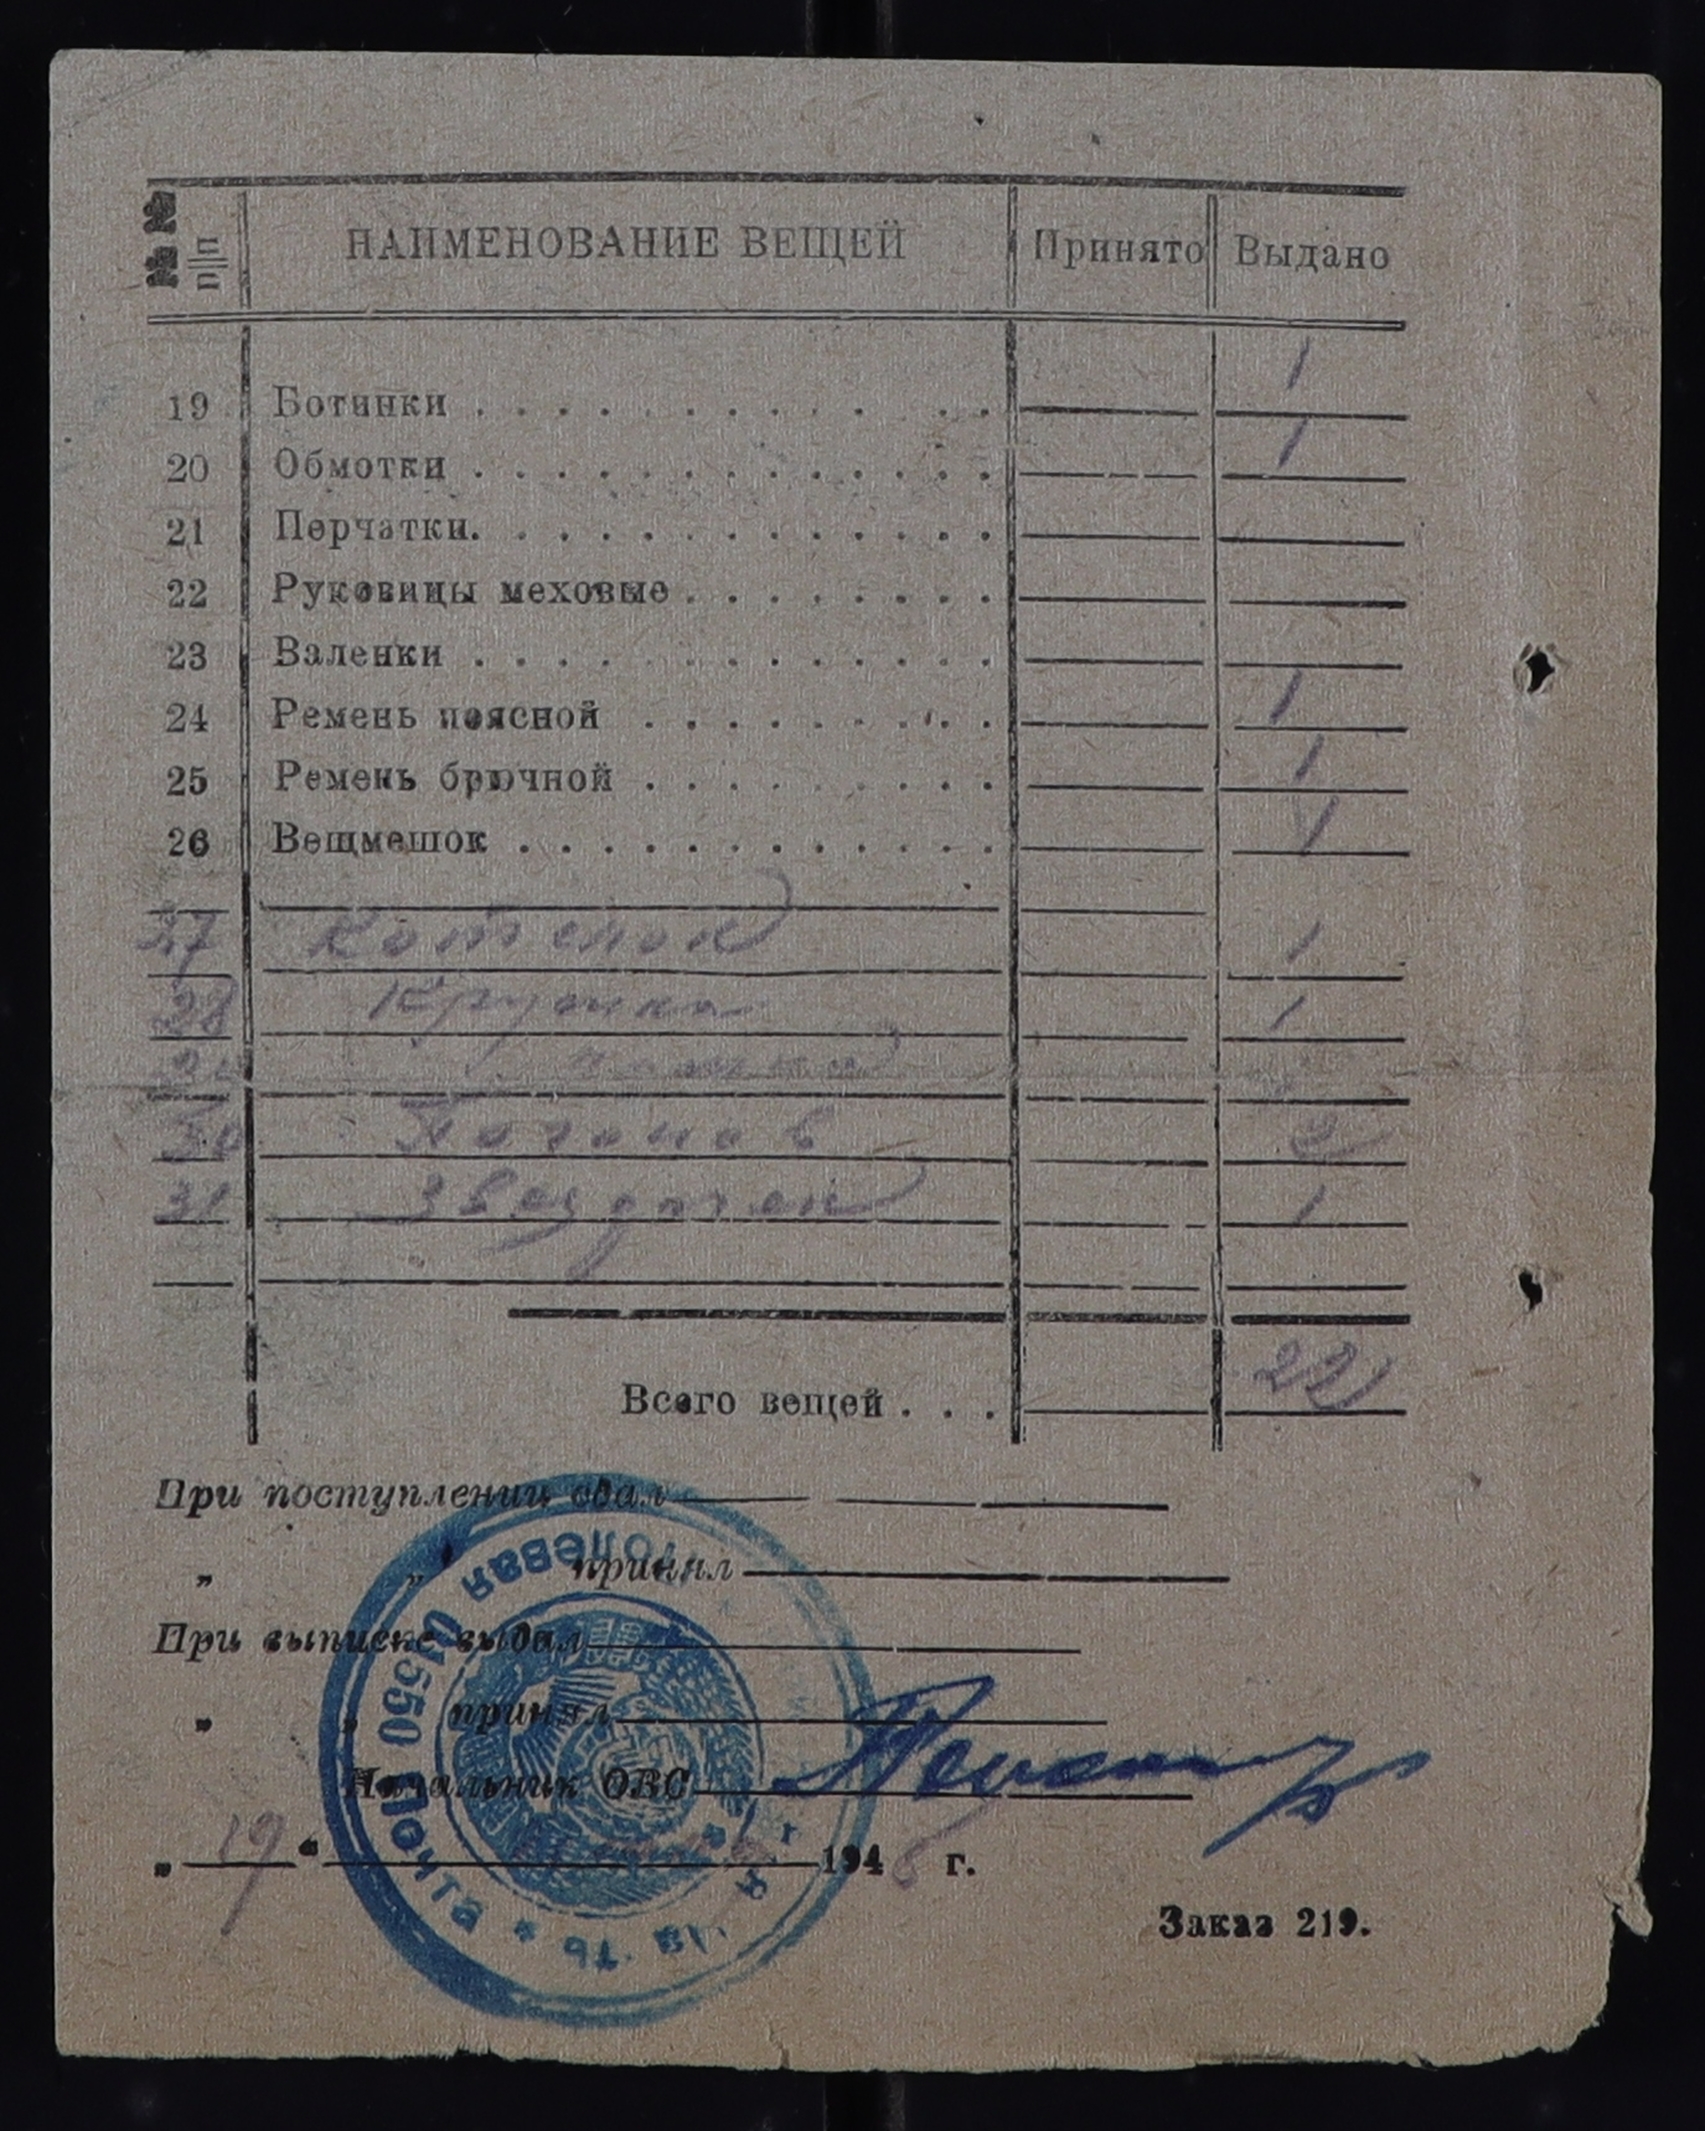 №№ п/п НАИМЕНОВАНИЕ ВЕЩЕЙ Принято Выдано
19 Ботинки . . . . . . . . . . . . 1
20 Обмотки . . . . . . . . . . . . . 1
21 Перчатки. . . . . . . . . . . . .
22 Рукавицы меховые . . . . . . . .
23 Валенки . . . . . . . . . . . . .
24 Ремень поясной . . . . . . . . . 1
25 Ремень брючной . . . . . . . . . 1
26 Вещмешок . . . . . . . . . . . . 1
27 Котелок 1
28 Кружка 1
30 Погонов 2
31 Звездочек 1
Всего вещей . . . 22
При поступлении сдал
" " принял
При выписке выдал
" " принял
Начальник ОВС
„ 19 “ 194 г.
Заказ 219.
Полевая Почта 01550